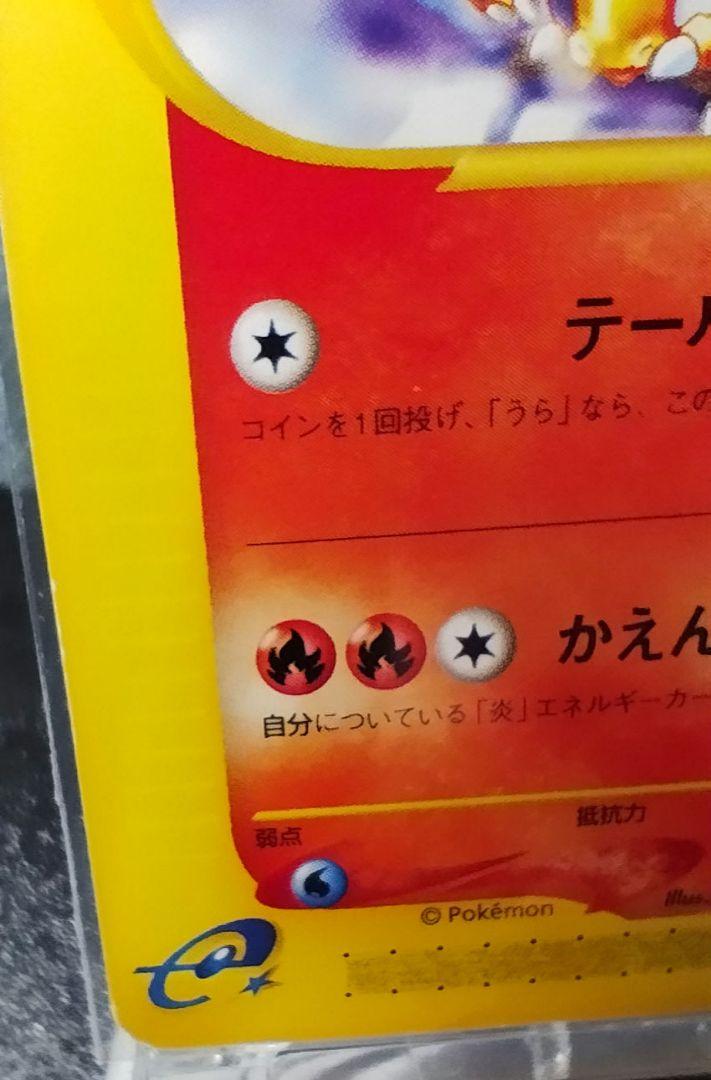 テール
コインを1回投げ、「うら」なら、この
かえん
自分についている「炎」エネルギーカー
弱点 抵抗力
Illus.
© Pokémon
e